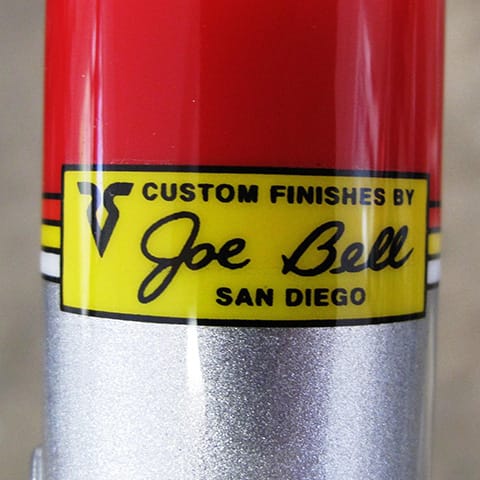 CUSTOM FINISHES BY
Joe Bell
SAN DIEGO